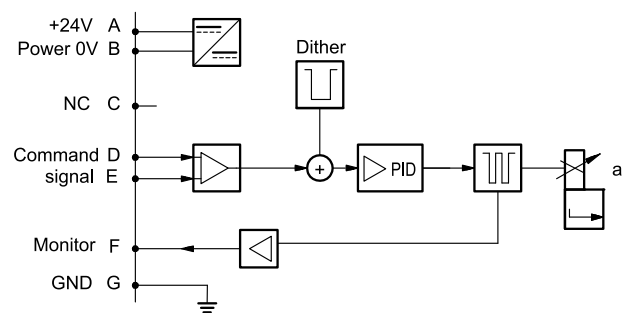 +24V A
Power 0V B
Dither
NC C
Command D
signal E
+
PID
a
Monitor F
GND G